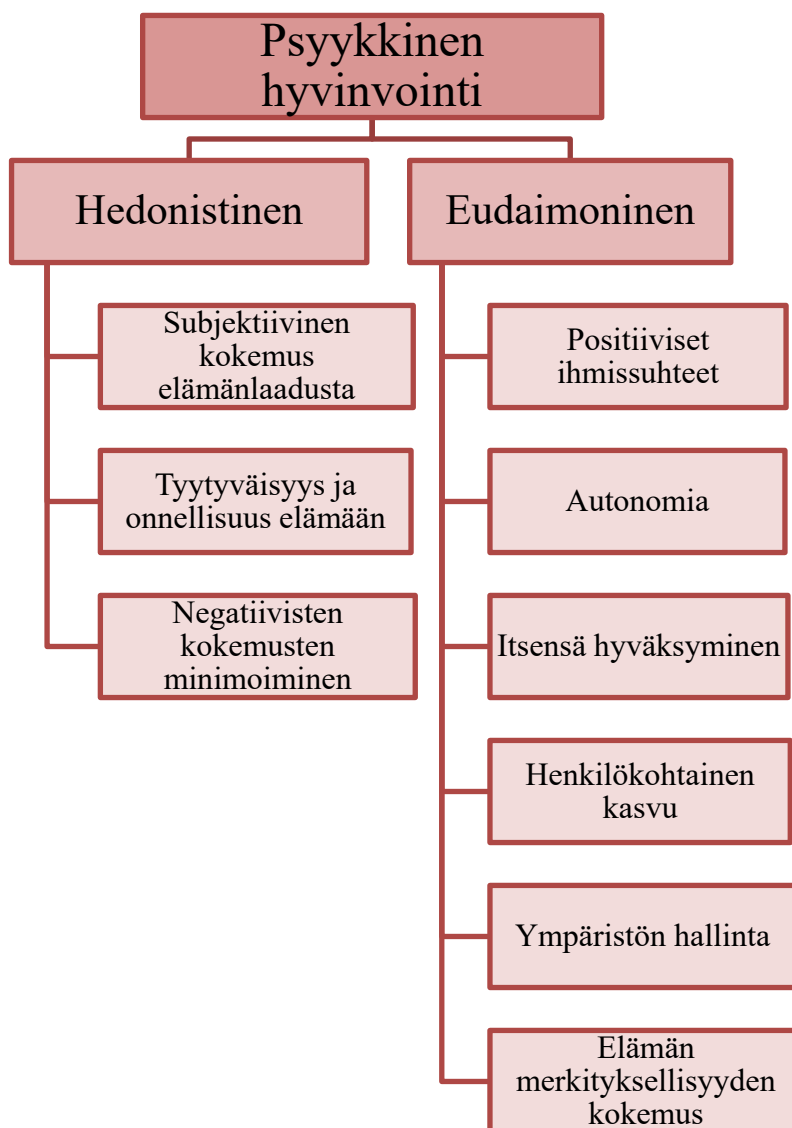 Psyykkinen
hyvinvointi
Hedonistinen
Subjektiivinen
kokemus
elämänlaadusta
Tyytyväisyys ja
onnellisuus elämään
Negatiivisten
kokemusten
minimoiminen
Eudaimoninen
Positiiviset
ihmissuhteet
Autonomia
Itsensä hyväksyminen
Henkilökohtainen
kasvu
Ympäristön hallinta
Elämän
merkityksellisyyden
kokemus